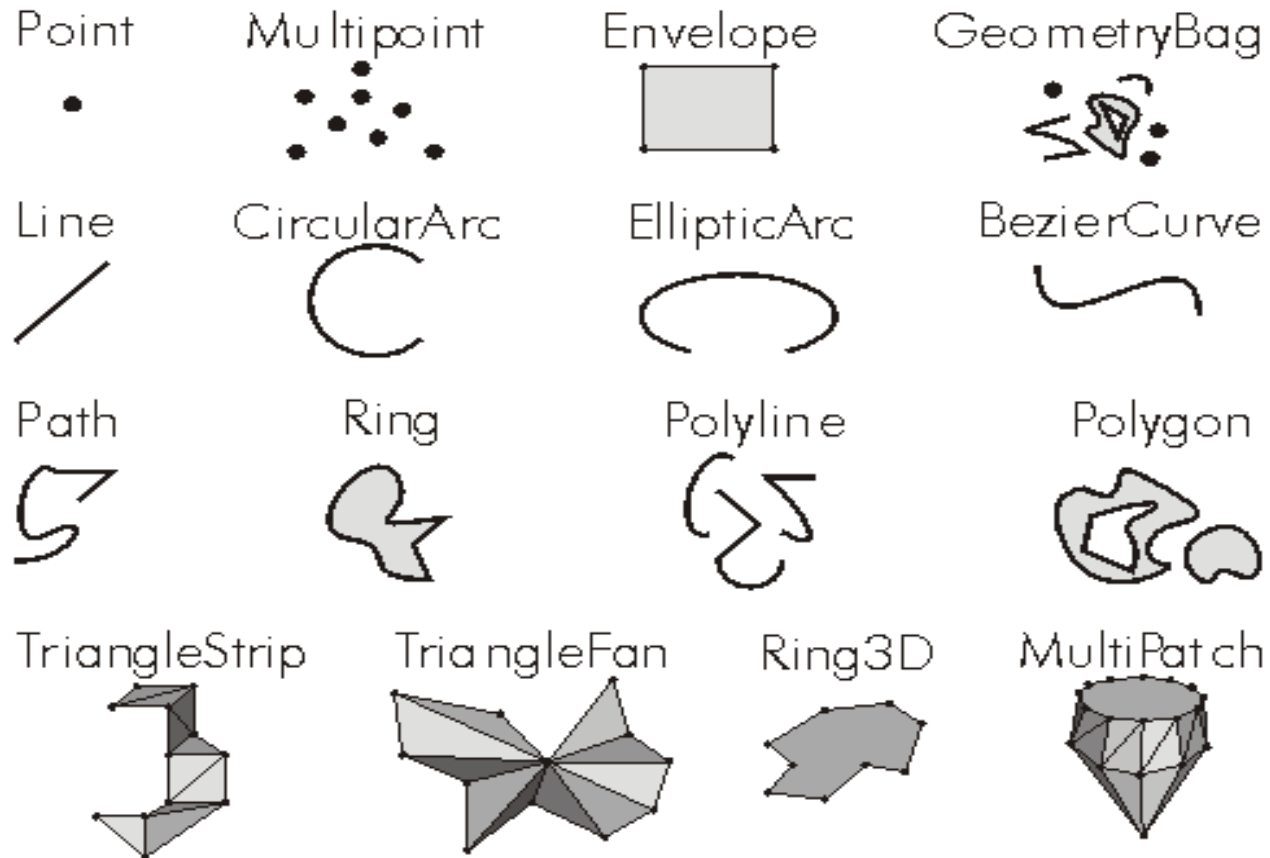 Point Multipoint Envelope GeometryBag
Line CircularArc EllipticArc BezierCurve
Path Ring Polyline Polygon
TriangleStrip TriangleFan Ring3D MultiPatch